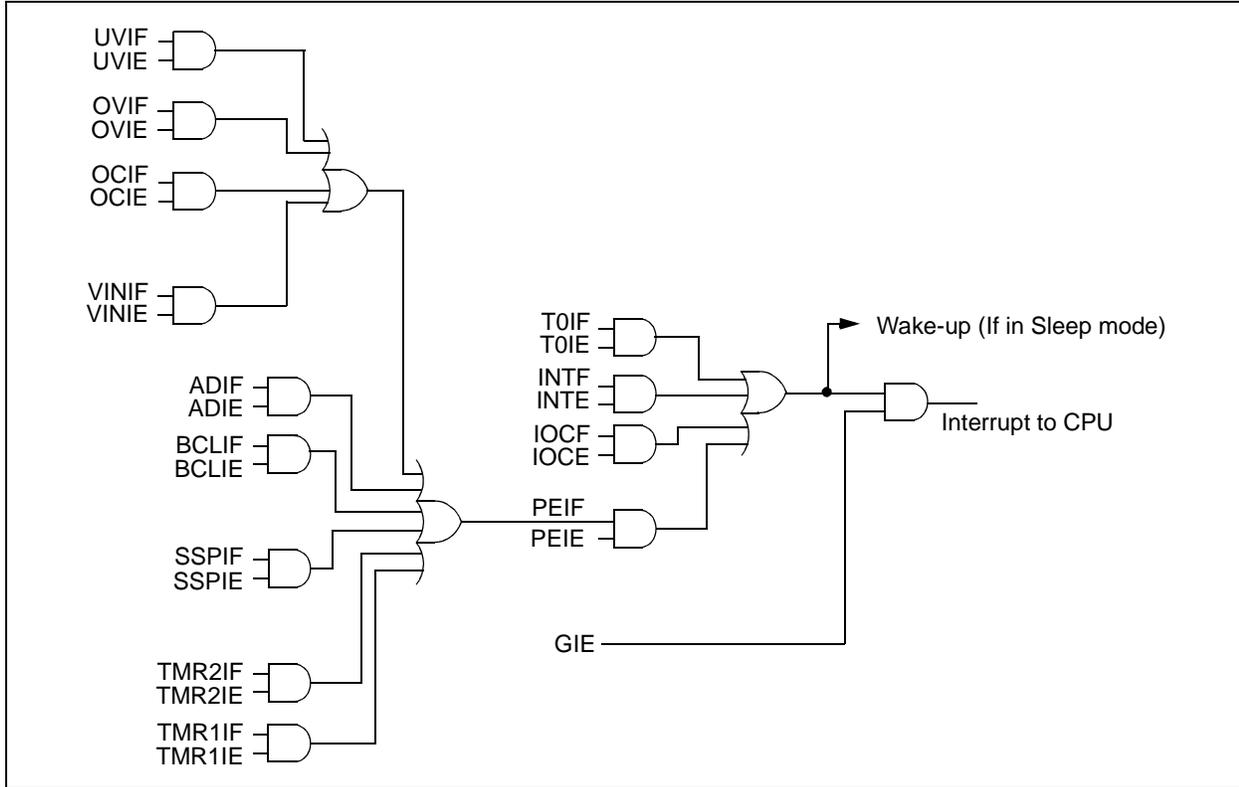 UVIF
UVIE
OVIF
OVIE
OCIF
OCIE
VINIF
VINIE
ADIF
ADIE
BCLIF
BCLIE
SSPIF
SSPIE
TMR2IF
TMR2IE
TMR1IF
TMR1IE
T0IF
T0IE
INTF
INTE
IOCF
IOCE
PEIF
PEIE
GIE
Wake-up (If in Sleep mode)
Interrupt to CPU